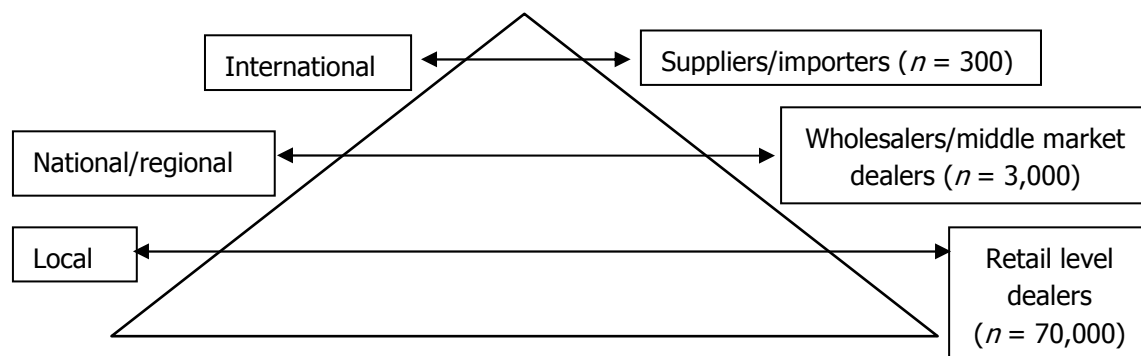 International
Suppliers/importers (n = 300)
National/regional
Wholesalers/middle market
dealers (n = 3,000)
Local
Retail level
dealers
(n = 70,000)